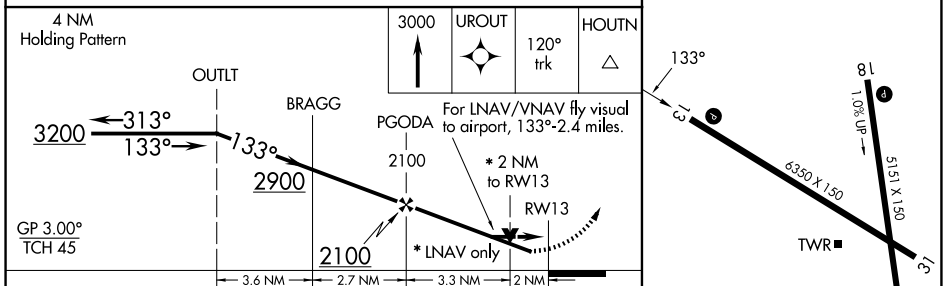 4 NM
Holding Pattern
3000
UROUT
120°
trk
HOUTN
OUTLT
BRAGG
PGODA
2100
For LNAV/VNAV fly visual
to airport, 133°-2.4 miles.
3200
313°
133°
133°
2900
* 2 NM
to RW13
RW13
GP 3.00°
TCH 45
2100
* LNAV only
3.6 NM
2.7 NM
3.3 NM
2 NM
133°
13
P
18
P
1.0% UP
6350 X 150
5151 X 150
TWR
31